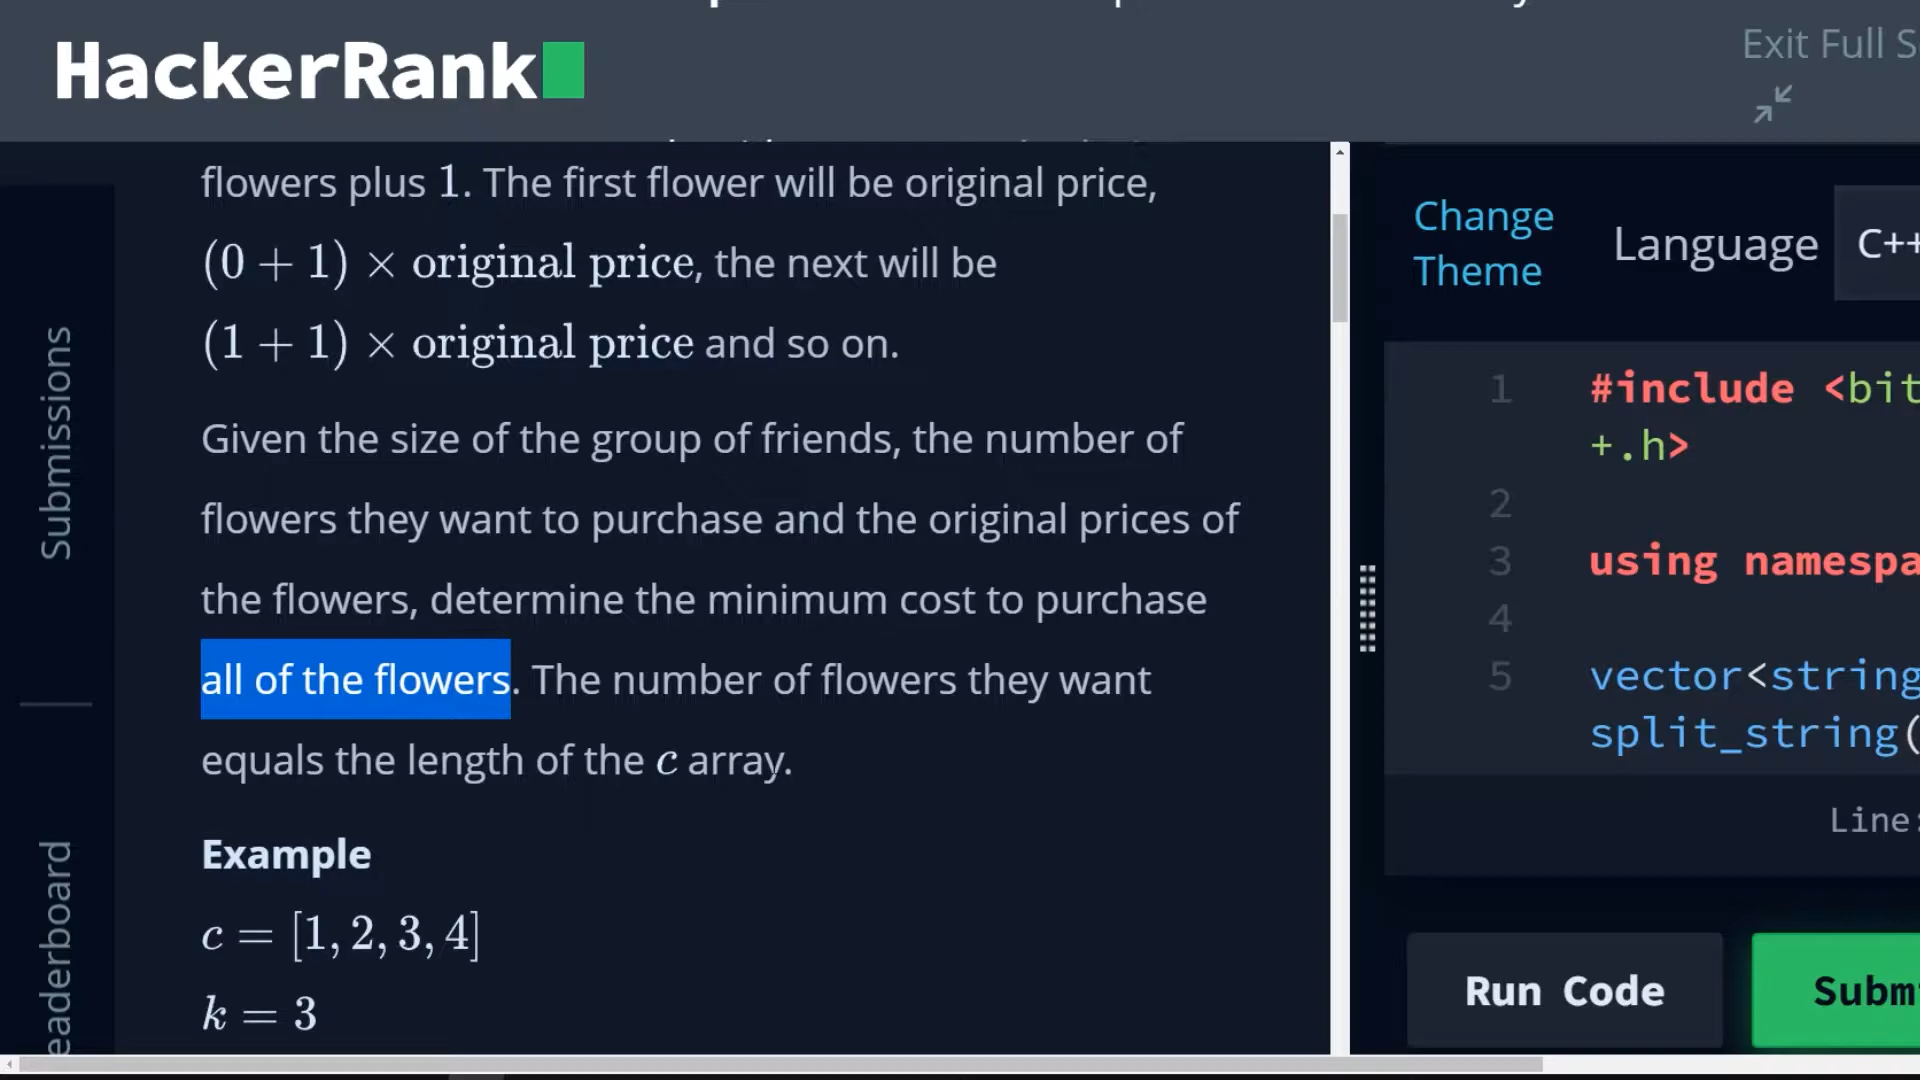 HackerRank
Exit Full S
flowers plus 1. The first flower will be original price,
(0 + 1) × original price, the next will be
(1 + 1) × original price and so on.
Given the size of the group of friends, the number of
flowers they want to purchase and the original prices of
the flowers, determine the minimum cost to purchase
all of the flowers. The number of flowers they want
equals the length of the c array.
Example
c = [1, 2, 3, 4]
k = 3
Submissions
eaderboard
Change
Theme
Language
C++
1 #include <bit
+.h>
2
3 using namespa
4
5 vector<string
split_string(
Line:
Run Code
Subm